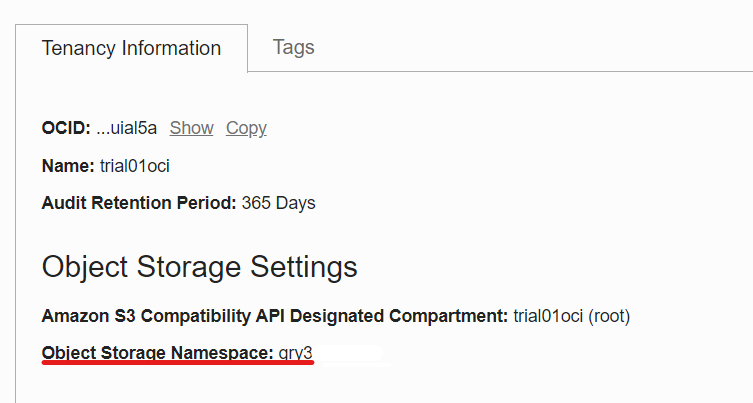 Tenancy Information Tags
OCID: ...uial5a Show Copy
Name: trial01oci
Audit Retention Period: 365 Days
Object Storage Settings
Amazon S3 Compatibility API Designated Compartment: trial01oci (root)
Object Storage Namespace: